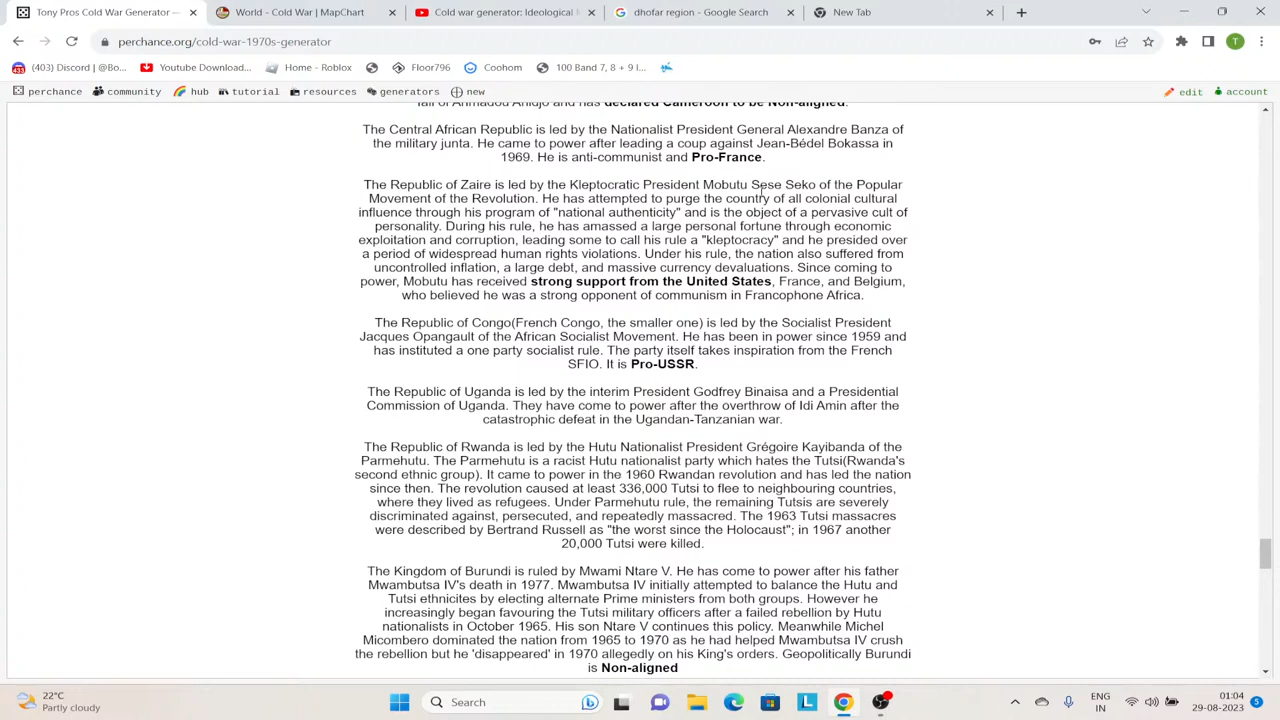 Tony Pros Cold War Generator —
World - Cold War | MapChart
Cold war generator: Ideological M
dhofar region - Google Search
New Tab
perchance.org/cold-war-1970s-generator
(403) Discord | @Bo...
Youtube Download...
Home - Roblox
Floor796
Coohom
100 Band 7, 8 + 9 I...
perchance
community
hub
tutorial
resources
generators
new
edit
account
fall of Ahmadou Ahidjo and has declared Cameroon to be Non-aligned.
The Central African Republic is led by the Nationalist President General Alexandre Banza of
the military junta. He came to power after leading a coup against Jean-Bédel Bokassa in
1969. He is anti-communist and Pro-France.
The Republic of Zaire is led by the Kleptocratic President Mobutu Sese Seko of the Popular
Movement of the Revolution. He has attempted to purge the country of all colonial cultural
influence through his program of "national authenticity" and is the object of a pervasive cult of
personality. During his rule, he has amassed a large personal fortune through economic
exploitation and corruption, leading some to call his rule a "kleptocracy" and he presided over
a period of widespread human rights violations. Under his rule, the nation also suffered from
uncontrolled inflation, a large debt, and massive currency devaluations. Since coming to
power, Mobutu has received strong support from the United States, France, and Belgium,
who believed he was a strong opponent of communism in Francophone Africa.
The Republic of Congo(French Congo, the smaller one) is led by the Socialist President
Jacques Opangault of the African Socialist Movement. He has been in power since 1959 and
has instituted a one party socialist rule. The party itself takes inspiration from the French
SFIO. It is Pro-USSR.
The Republic of Uganda is led by the interim President Godfrey Binaisa and a Presidential
Commission of Uganda. They have come to power after the overthrow of Idi Amin after the
catastrophic defeat in the Ugandan-Tanzanian war.
The Republic of Rwanda is led by the Hutu Nationalist President Grégoire Kayibanda of the
Parmehutu. The Parmehutu is a racist Hutu nationalist party which hates the Tutsi(Rwanda's
second ethnic group). It came to power in the 1960 Rwandan revolution and has led the nation
since then. The revolution caused at least 336,000 Tutsi to flee to neighbouring countries,
where they lived as refugees. Under Parmehutu rule, the remaining Tutsis are severely
discriminated against, persecuted, and repeatedly massacred. The 1963 Tutsi massacres
were described by Bertrand Russell as "the worst since the Holocaust"; in 1967 another
20,000 Tutsi were killed.
The Kingdom of Burundi is ruled by Mwami Ntare V. He has come to power after his father
Mwambutsa IV's death in 1977. Mwambutsa IV initially attempted to balance the Hutu and
Tutsi ethnicites by electing alternate Prime ministers from both groups. However he
increasingly began favouring the Tutsi military officers after a failed rebellion by Hutu
nationalists in October 1965. His son Ntare V continues this policy. Meanwhile Michel
Micombero dominated the nation from 1965 to 1970 as he had helped Mwambutsa IV crush
the rebellion but he 'disappeared' in 1970 allegedly on his King's orders. Geopolitically Burundi
is Non-aligned
22°C
Partly cloudy
Search
ENG
IN
01:04
29-08-2023
5